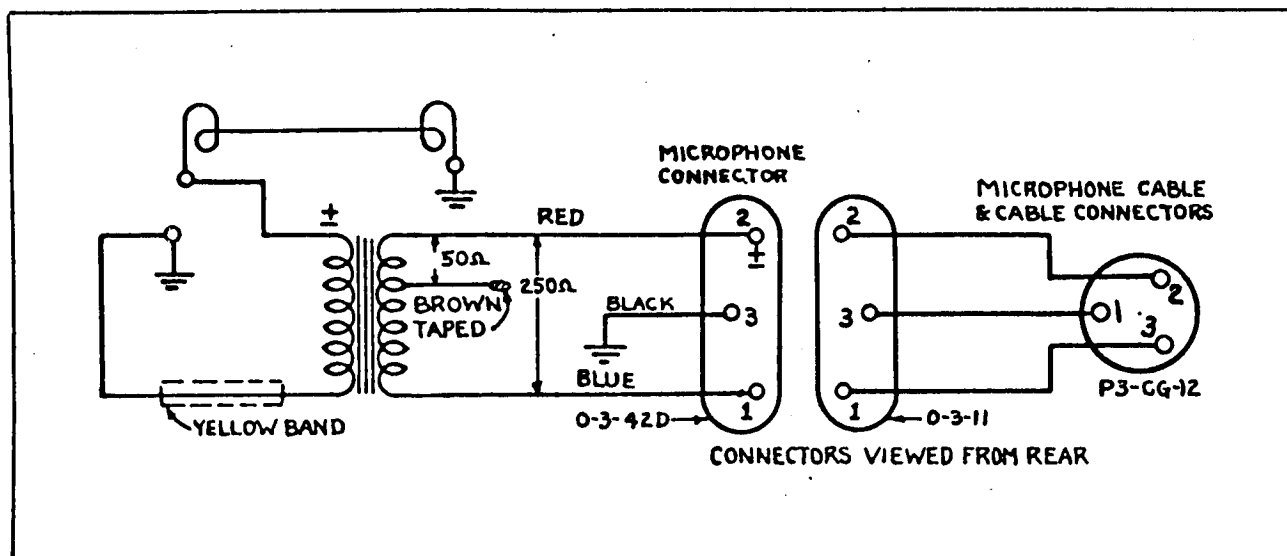 MICROPHONE
CONNECTOR
MICROPHONE CABLE
& CABLE CONNECTORS
±
RED
50Ω
250Ω
BROWN
TAPED
BLACK
BLUE
YELLOW BAND
2
±
3
1
0-3-42D
2
3
1
0-3-11
2
1
3
P3-CG-12
CONNECTORS VIEWED FROM REAR